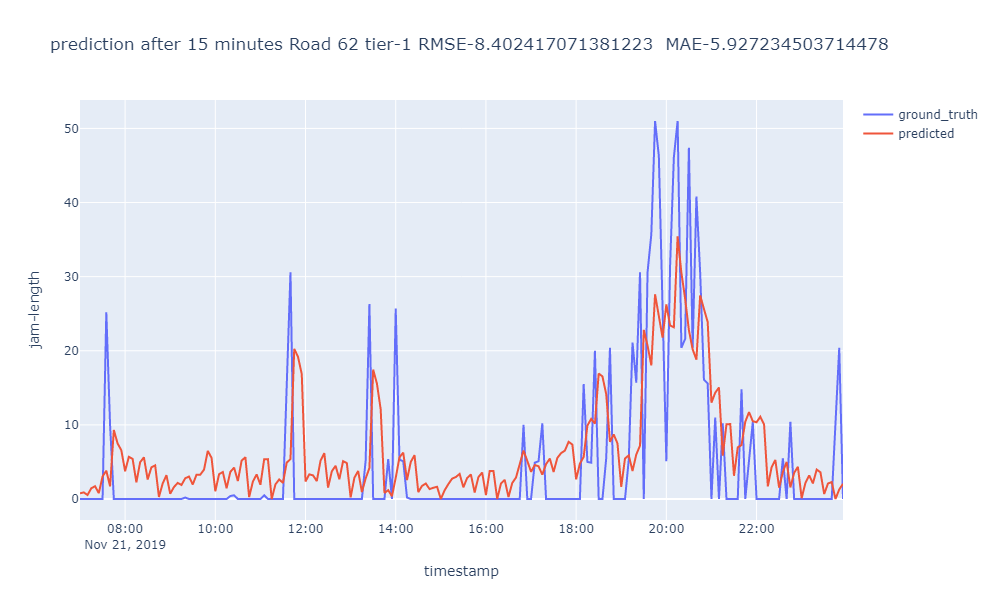 prediction after 15 minutes Road 62 tier-1 RMSE-8.402417071381223  MAE-5.927234503714478
ground_truth
predicted
jam-length
50
40
30
20
10
0
08:00 10:00 12:00 14:00 16:00 18:00 20:00 22:00
Nov 21, 2019
timestamp